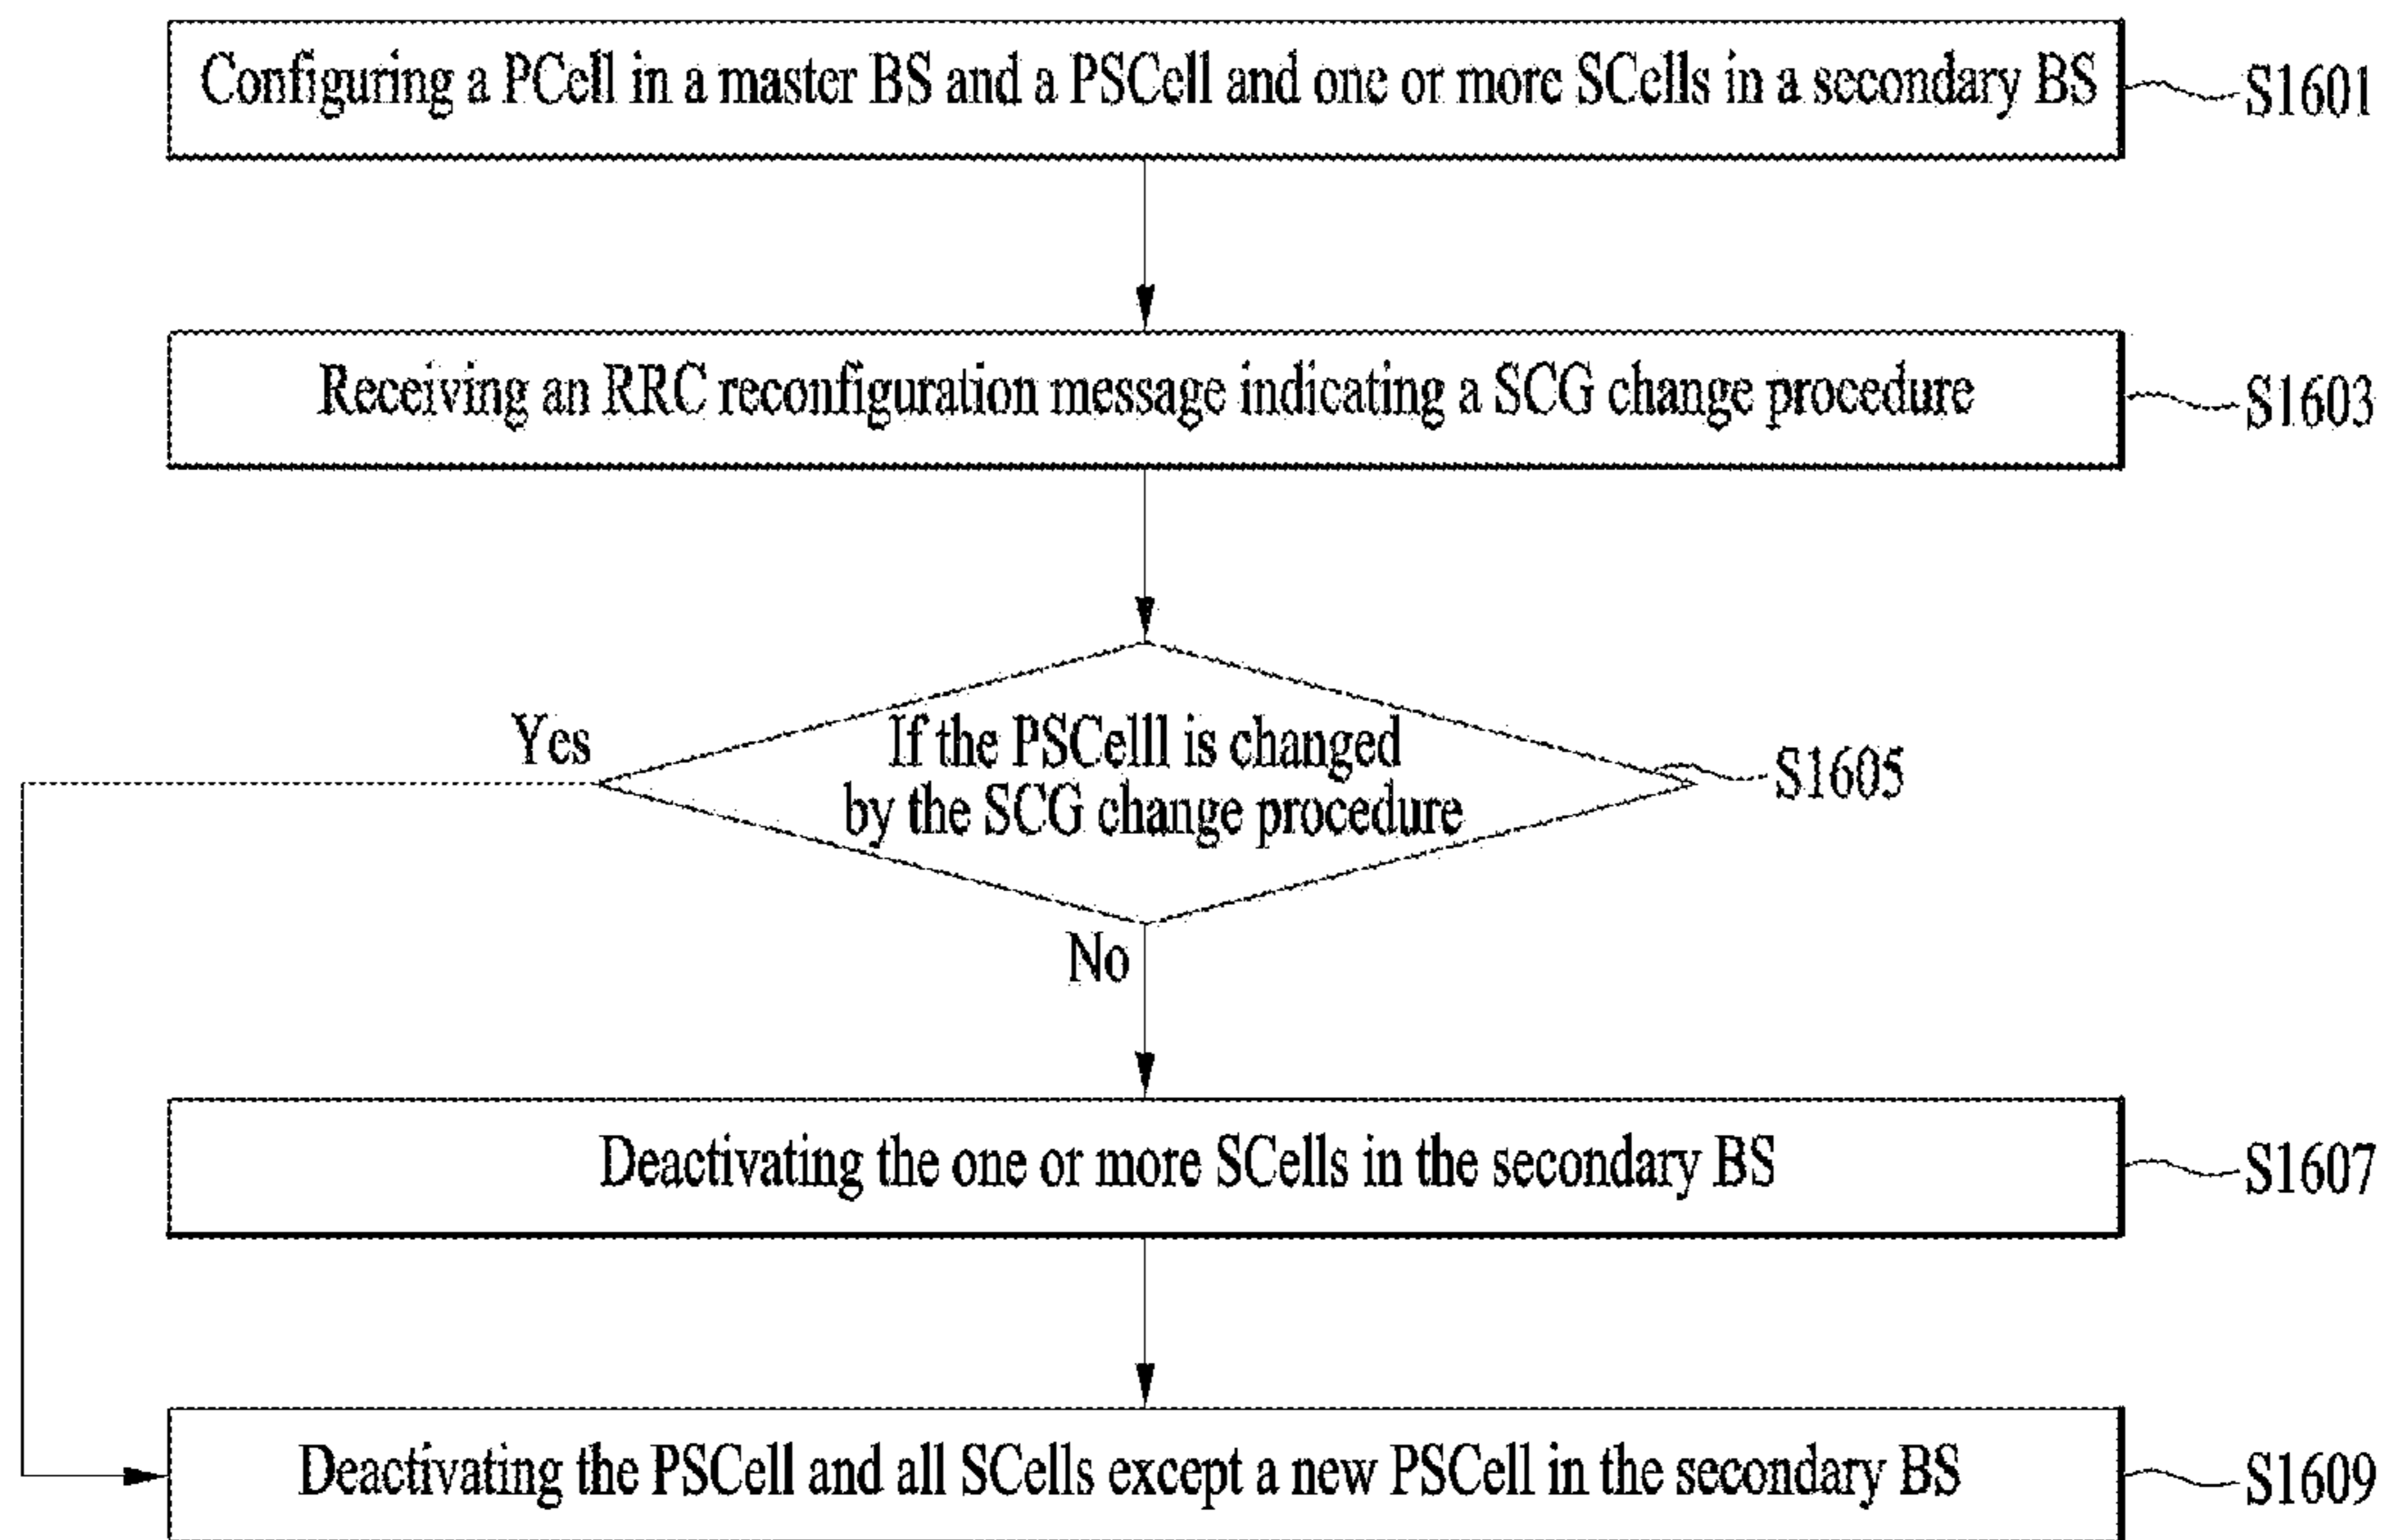 Configuring a PCell in a master BS and a PSCell and one or more SCells in a secondary BS
S1601
Receiving an RRC reconfiguration message indicating a SCG change procedure
S1603
Yes
If the PSCelll is changed
by the SCG change procedure
S1605
No
Deactivating the one or more SCells in the secondary BS
S1607
Deactivating the PSCell and all SCells except a new PSCell in the secondary BS
S1609